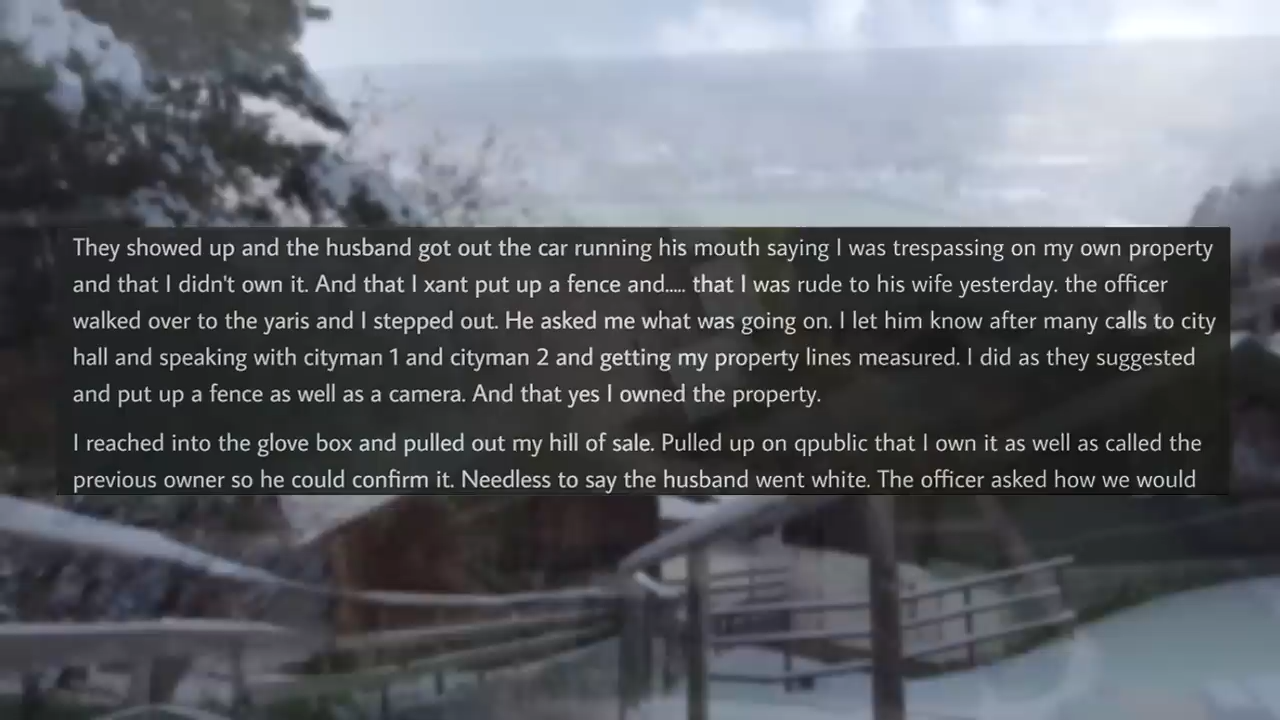 They showed up and the husband got out the car running his mouth saying I was trespassing on my own property
and that I didn't own it. And that I xant put up a fence and..... that I was rude to his wife yesterday. the officer
walked over to the yaris and I stepped out. He asked me what was going on. I let him know after many calls to city
hall and speaking with cityman 1 and cityman 2 and getting my property lines measured. I did as they suggested
and put up a fence as well as a camera. And that yes I owned the property.
I reached into the glove box and pulled out my hill of sale. Pulled up on qpublic that I own it as well as called the
previous owner so he could confirm it. Needless to say the husband went white. The officer asked how we would